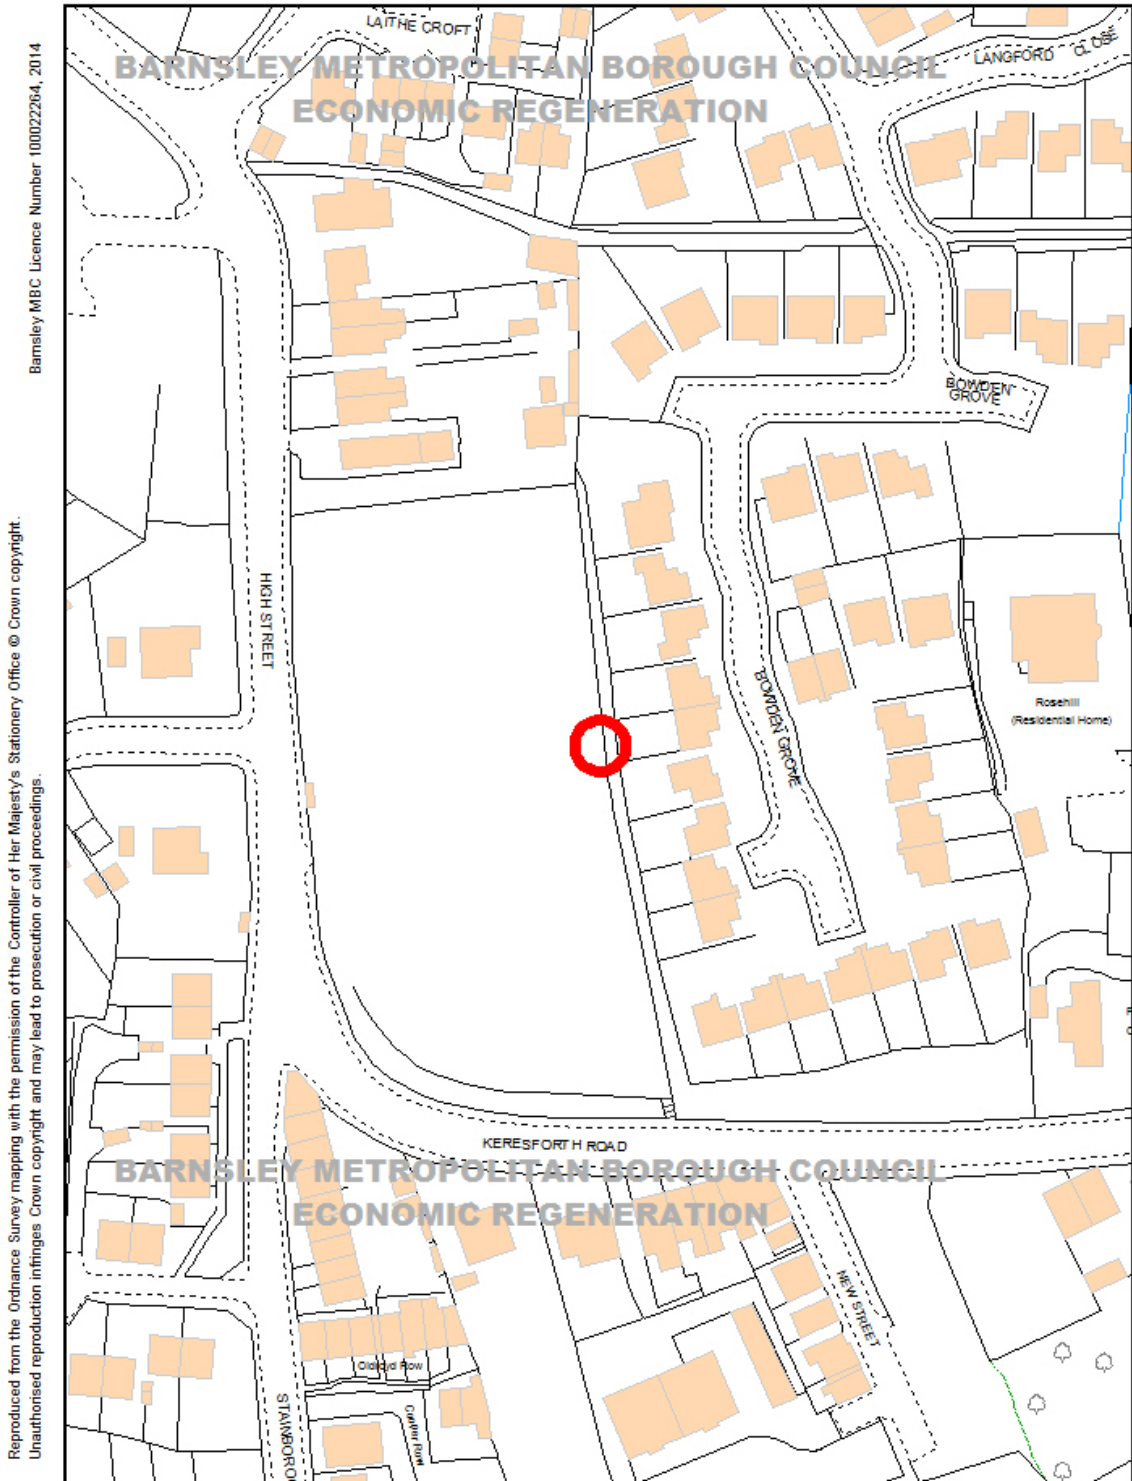 Reproduced from the Ordnance Survey mapping with the permission of the Controller of Her Majesty's Stationery Office © Crown copyright.
Unauthorised reproduction infringes Crown copyright and may lead to prosecution or civil proceedings.
Barnsley MBC Licence Number 100022264, 2014
LAITHE CROFT
LANGFORD CLOSE
BARNSLEY METROPOLITAN BOROUGH COUNCIL
ECONOMIC REGENERATION
BOWDEN
GROVE
HIGH STREET
BOWDEN GROVE
Rosehill
(Residential Home)
KERESFORTH ROAD
BARNSLEY METROPOLITAN BOROUGH COUNCIL
ECONOMIC REGENERATION
NEW STREET
Oldroyd Row
STAINBORO
Row